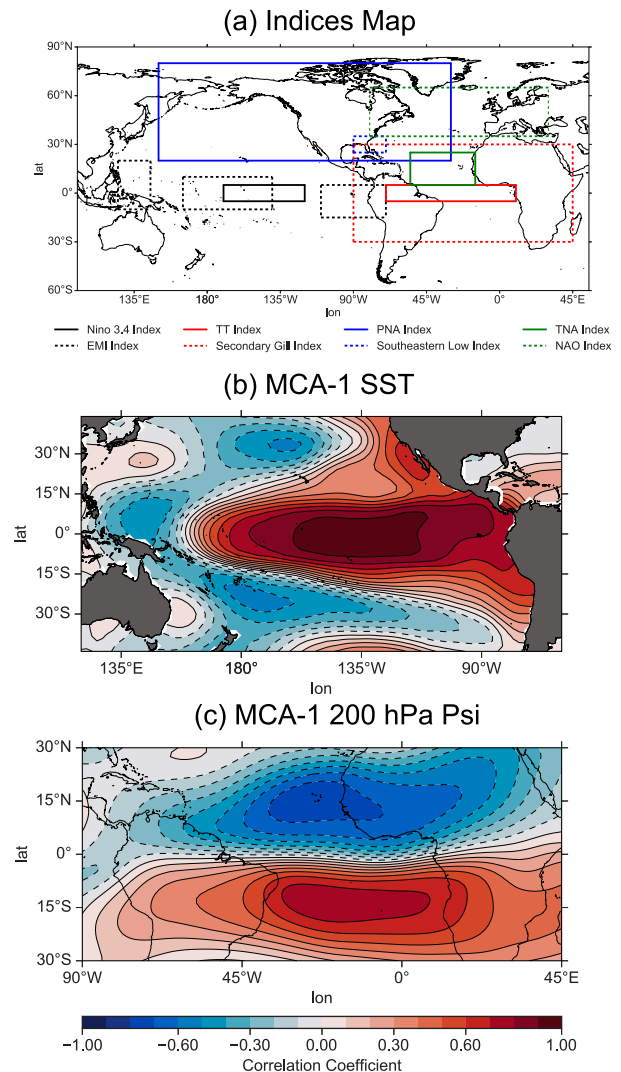 (a) Indices Map
90°N
60°N
30°N
0°
30°S
60°S
lat
135°E 180° 135°W 90°W 45°W 0° 45°E
lon
Nino 3,4 Index TT Index PNA Index TNA Index
EMI Index Secondary Gill Index Southeastern Low Index NAO Index
(b) MCA-1 SST
30°N
15°N
0°
15°S
30°S
lat
135°E 180° 135°W 90°W
lon
(c) MCA-1 200 hPa Psi
30°N
15°N
0°
15°S
30°S
lat
90°W 45°W 0° 45°E
lon
−1.00 −0.60 −0.30 0.00 0.30 0.60 1.00
Correlation Coefficient